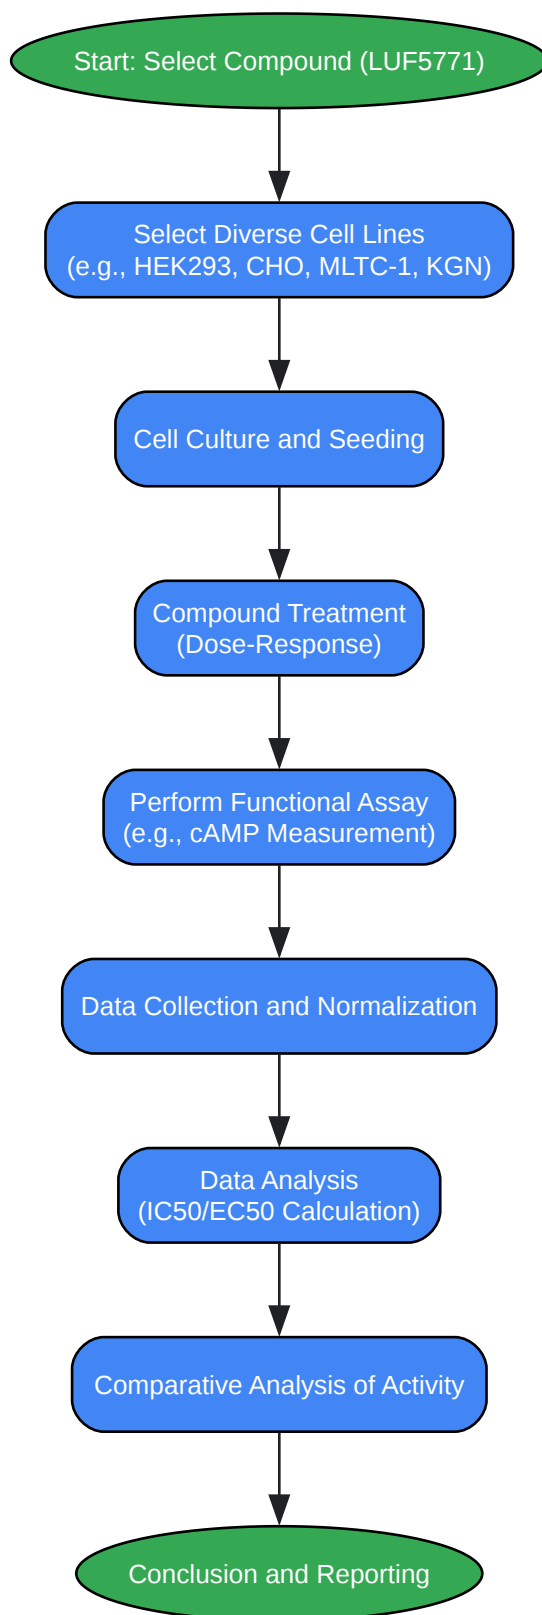 Start: Select Compound (LUF5771)
Select Diverse Cell Lines
(e.g., HEK293, CHO, MLTC-1, KGN)
Cell Culture and Seeding
Compound Treatment
(Dose-Response)
Perform Functional Assay
(e.g., cAMP Measurement)
Data Collection and Normalization
Data Analysis
(IC50/EC50 Calculation)
Comparative Analysis of Activity
Conclusion and Reporting